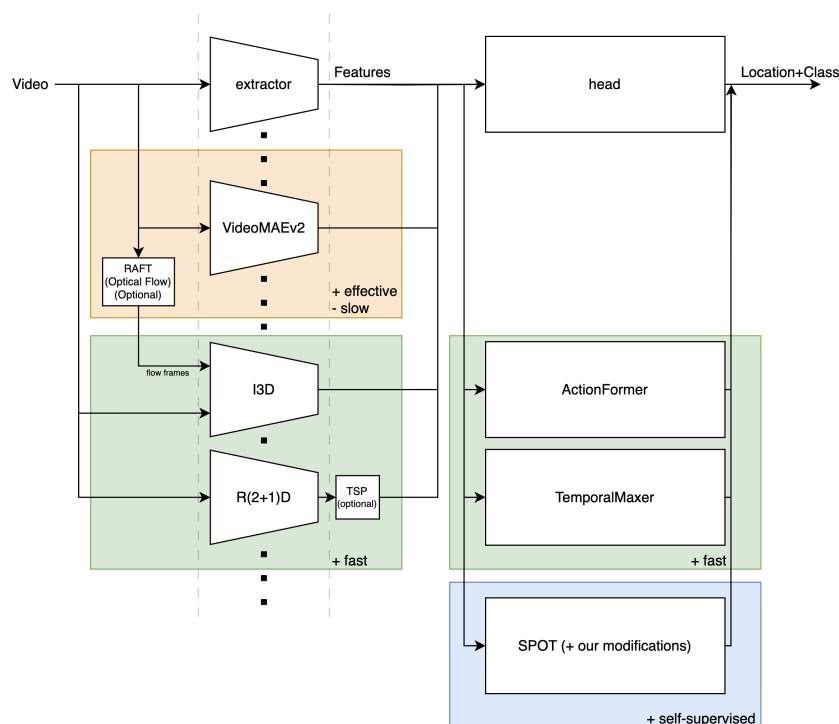 Video
extractor
Features
head
Location+Class
VideoMAEv2
RAFT
(Optical Flow)
(Optional)
+ effective
- slow
flow frames
I3D
ActionFormer
R(2+1)D
TSP
(optional)
TemporalMaxer
+ fast
+ fast
SPOT (+ our modifications)
+ self-supervised